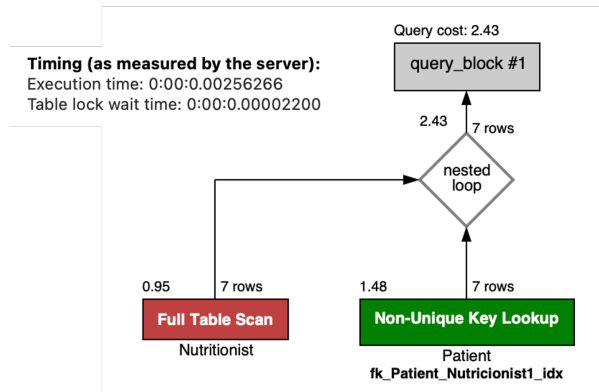 Query cost: 2.43
query_block #1
Timing (as measured by the server):
Execution time: 0:00:0.00256266
Table lock wait time: 0:00:0.00002200
2.43
7 rows
nested
loop
0.95
7 rows
1.48
7 rows
Full Table Scan
Non-Unique Key Lookup
Nutritionist
Patient
fk_Patient_Nutricionist1_idx